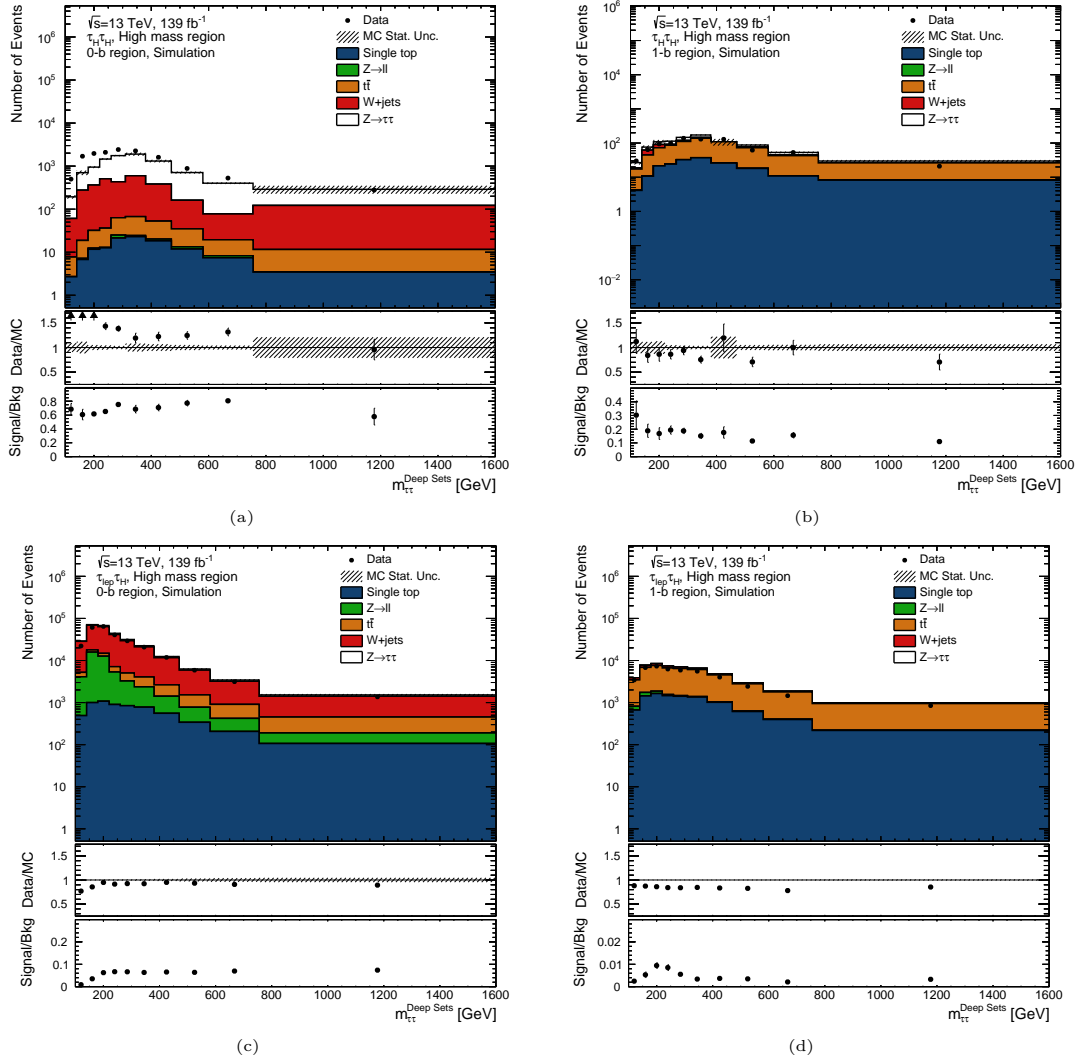 Number of Events
√s=13 TeV, 139 fb⁻¹
τ_Hτ_H, High mass region
0-b region, Simulation
Data
MC Stat. Unc.
Single top
Z→ll
tt̄
W+jets
Z→ττ
10⁶
10⁵
10⁴
10³
10²
10
1
Data/MC
1.5
1
0.5
Signal/Bkg
0.8
0.6
0.4
0.2
0
200 400 600 800 1000 1200 1400 1600
m_ττ^Deep Sets [GeV]
(a)
Number of Events
√s=13 TeV, 139 fb⁻¹
τ_Hτ_H, High mass region
1-b region, Simulation
Data
MC Stat. Unc.
Single top
Z→ll
tt̄
W+jets
Z→ττ
10⁶
10⁴
10²
1
10⁻²
Data/MC
1.5
1
0.5
Signal/Bkg
0.4
0.3
0.2
0.1
0
200 400 600 800 1000 1200 1400 1600
m_ττ^Deep Sets [GeV]
(b)
Number of Events
√s=13 TeV, 139 fb⁻¹
τ_lepτ_H, High mass region
0-b region, Simulation
Data
MC Stat. Unc.
Single top
Z→ll
tt̄
W+jets
Z→ττ
10⁶
10⁵
10⁴
10³
10²
10
1
Data/MC
1.5
1
0.5
Signal/Bkg
0.2
0.1
0
200 400 600 800 1000 1200 1400 1600
m_ττ^Deep Sets [GeV]
(c)
Number of Events
√s=13 TeV, 139 fb⁻¹
τ_lepτ_H, High mass region
1-b region, Simulation
Data
MC Stat. Unc.
Single top
Z→ll
tt̄
W+jets
Z→ττ
10⁶
10⁵
10⁴
10³
10²
10
1
Data/MC
1.5
1
0.5
Signal/Bkg
0.02
0.01
0
200 400 600 800 1000 1200 1400 1600
m_ττ^Deep Sets [GeV]
(d)